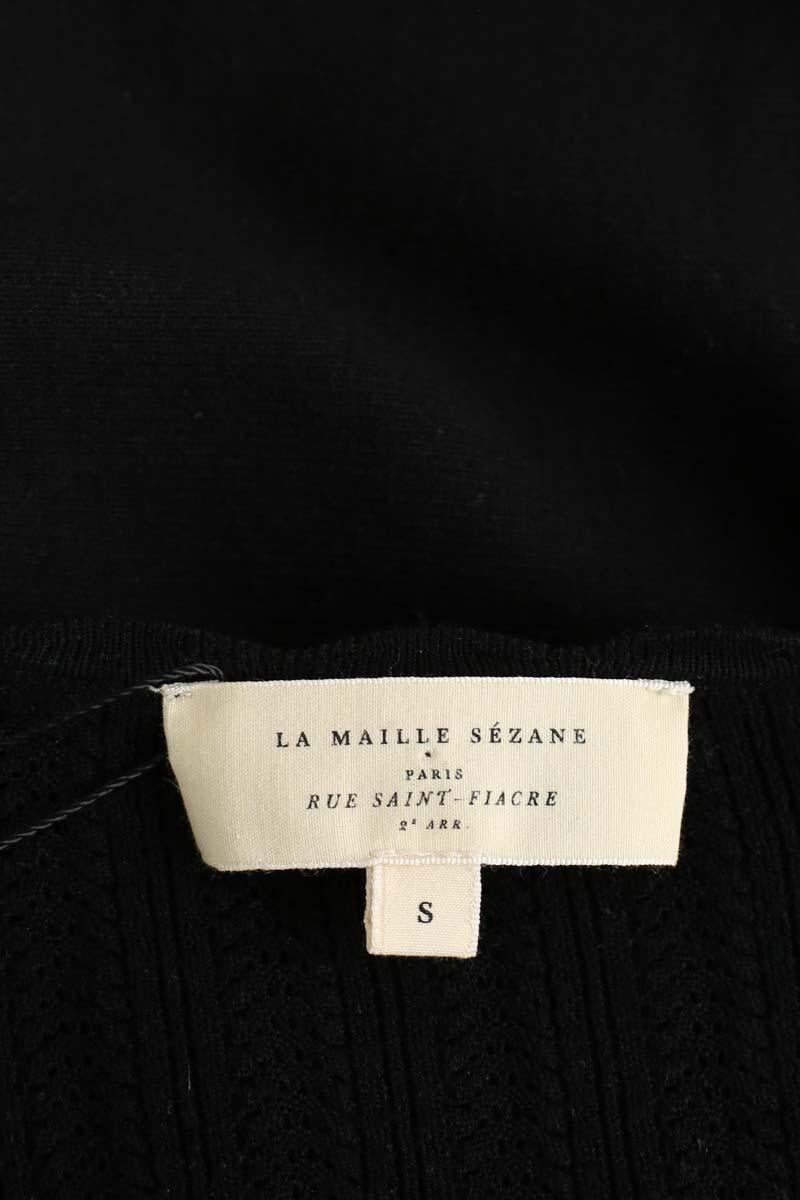 LA MAILLE SÉZANE
PARIS
RUE SAINT-FIACRE
2ᴱ ARR.
S